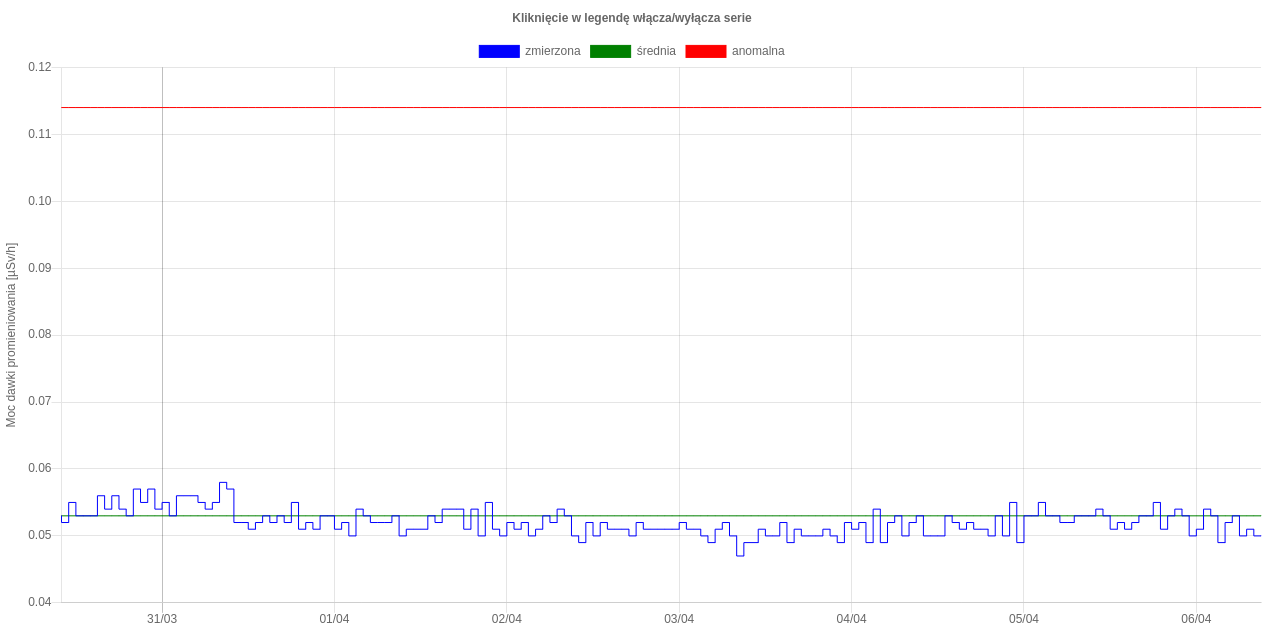 Kliknięcie w legendę włącza/wyłącza serie
zmierzona średnia anomalna
Moc dawki promieniowania [µSv/h]
0.12
0.11
0.10
0.09
0.08
0.07
0.06
0.05
0.04
31/03 01/04 02/04 03/04 04/04 05/04 06/04